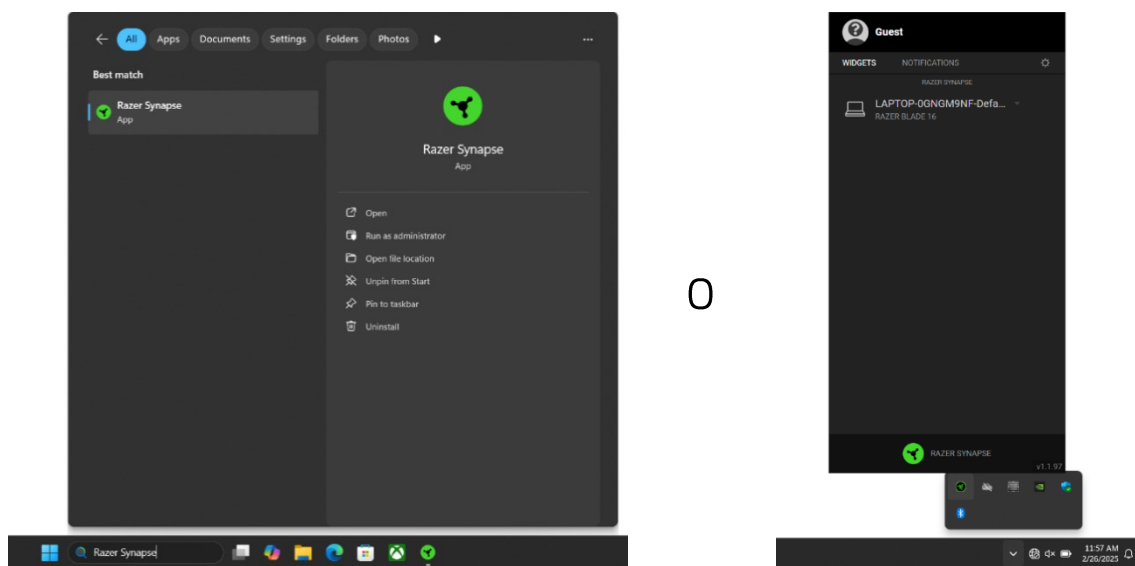 All Apps Documents Settings Folders Photos
Best match
Razer Synapse
App
Razer Synapse
App
Open
Run as administrator
Open file location
Unpin from Start
Pin to taskbar
Uninstall
Razer Synapse
O
Guest
WIDGETS NOTIFICATIONS
RAZER SYNAPSE
LAPTOP-0GNGM9NF-Defa...
RAZER BLADE 16
RAZER SYNAPSE
v1.1.97
11:57 AM
2/26/2025